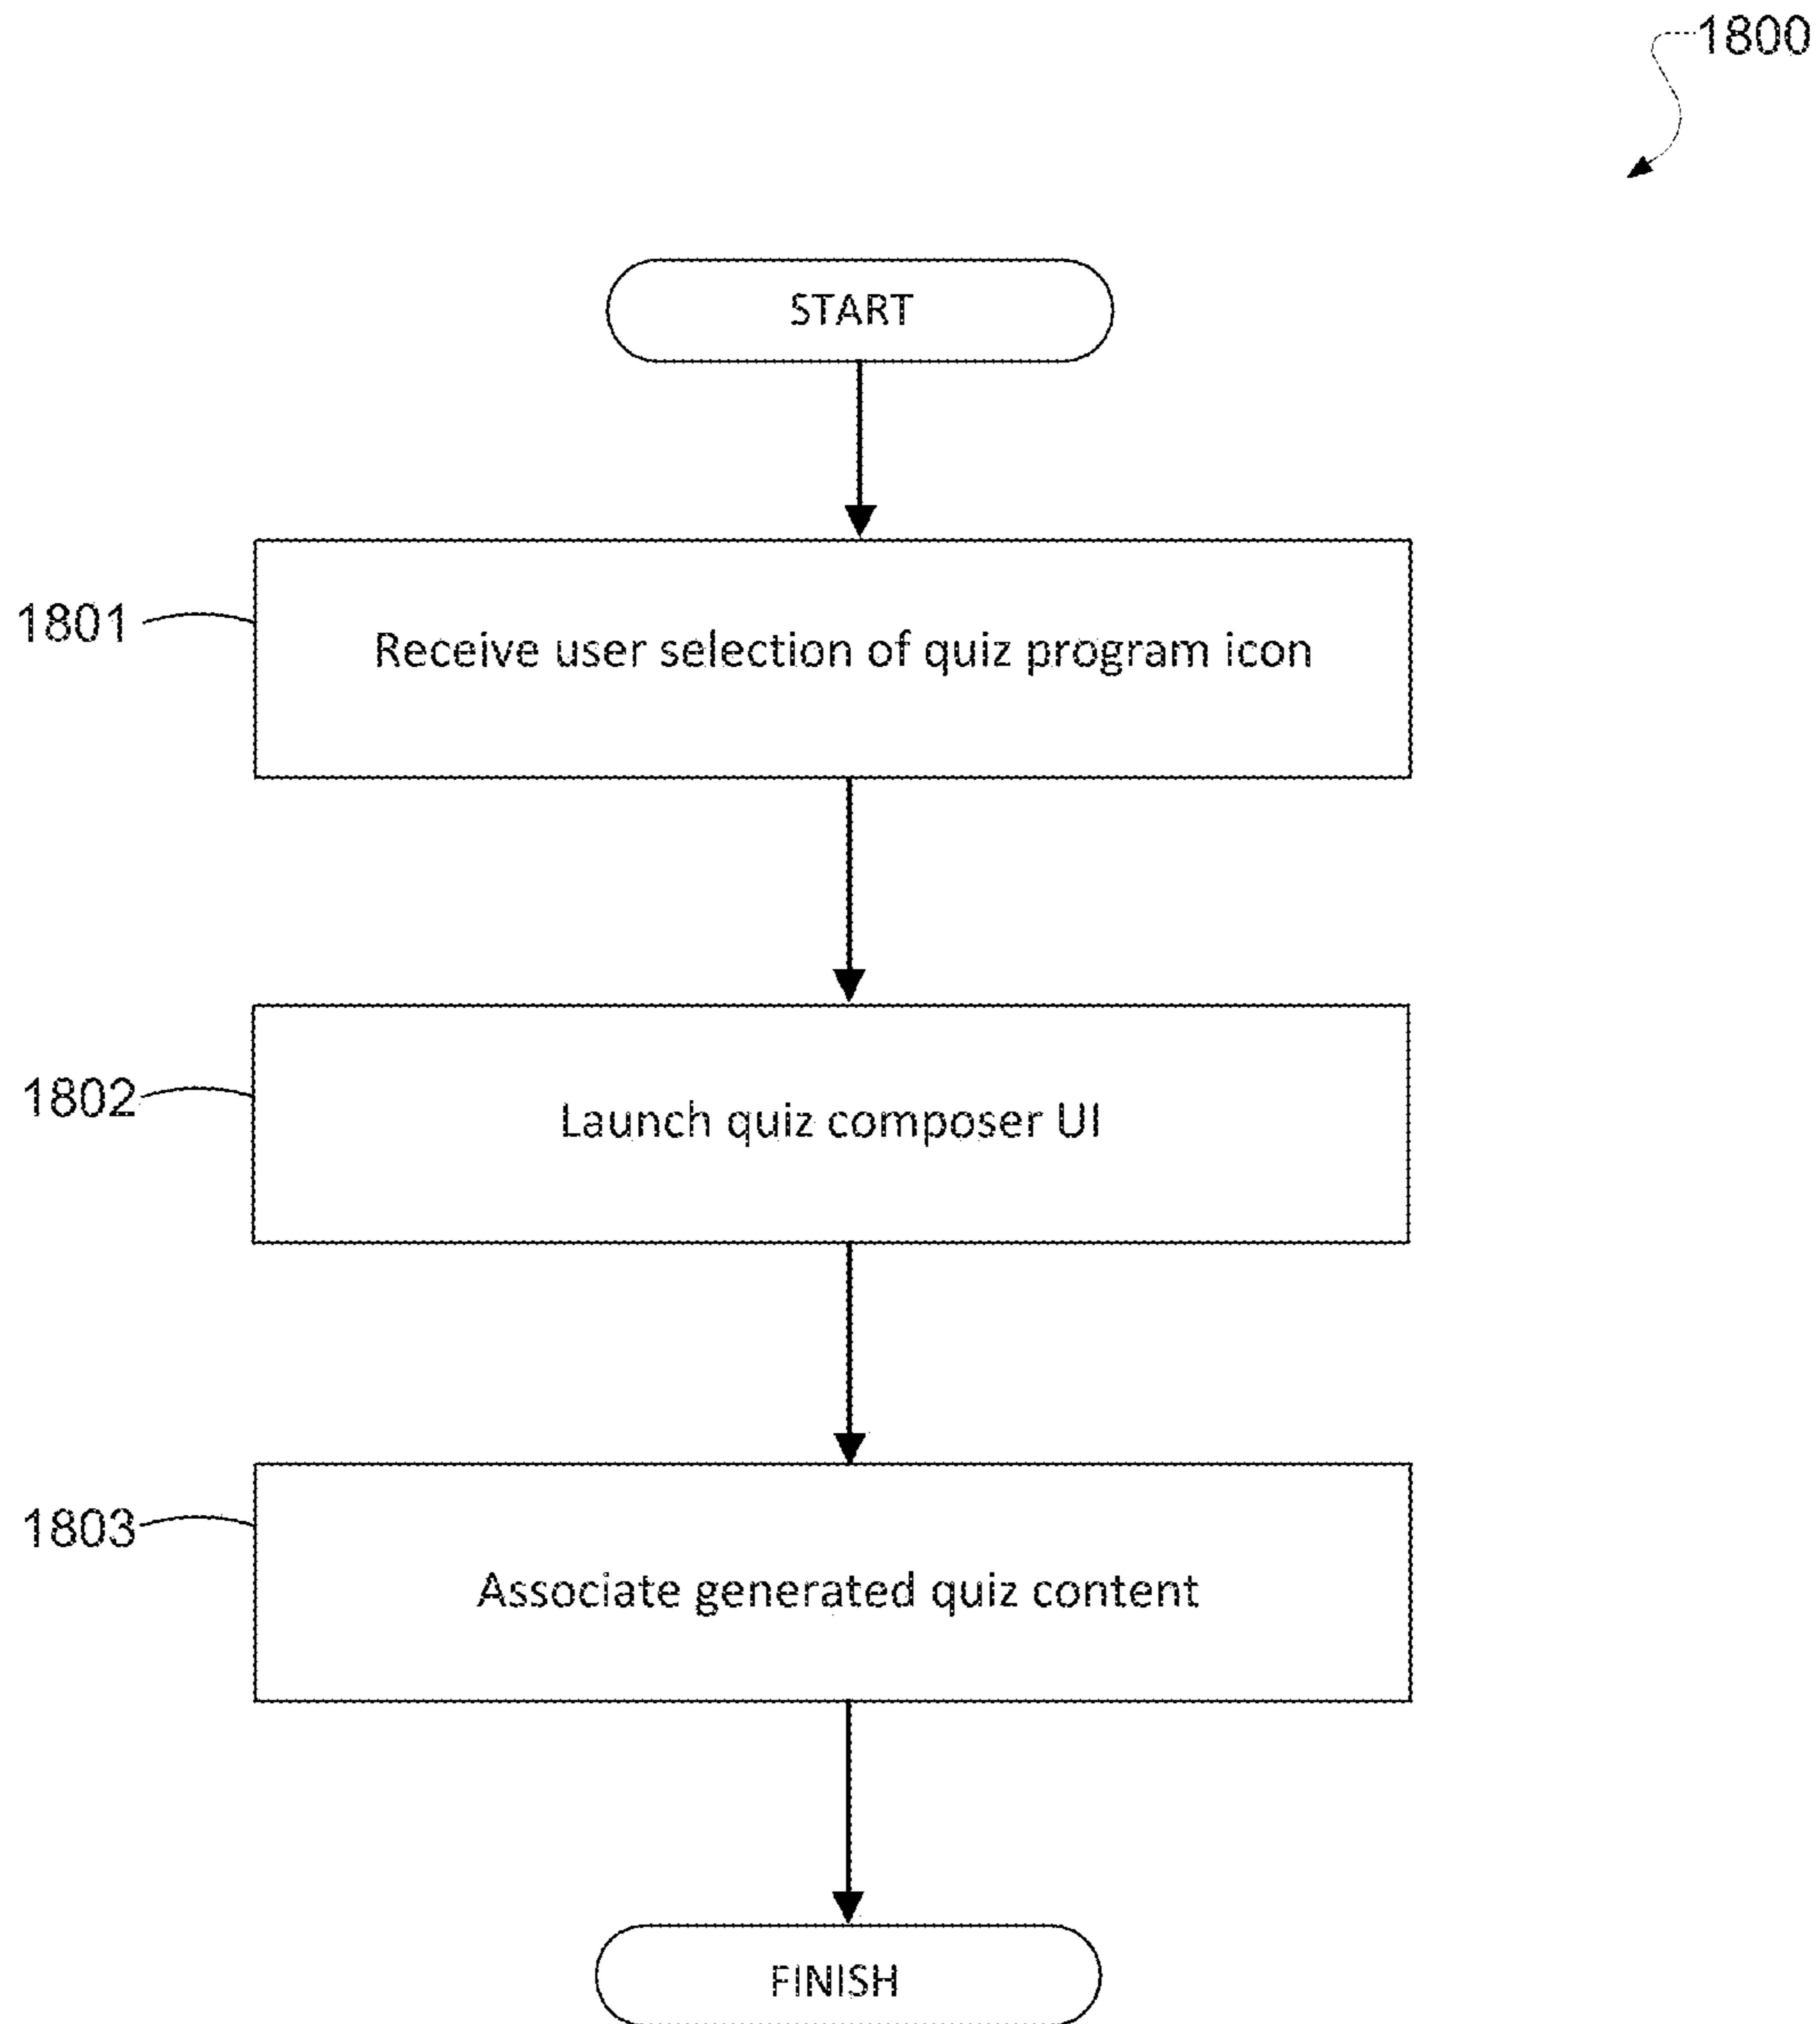 1800
START
1801
Receive user selection of quiz program icon
1802
Launch quiz composer UI
1803
Associate generated quiz content
FINISH